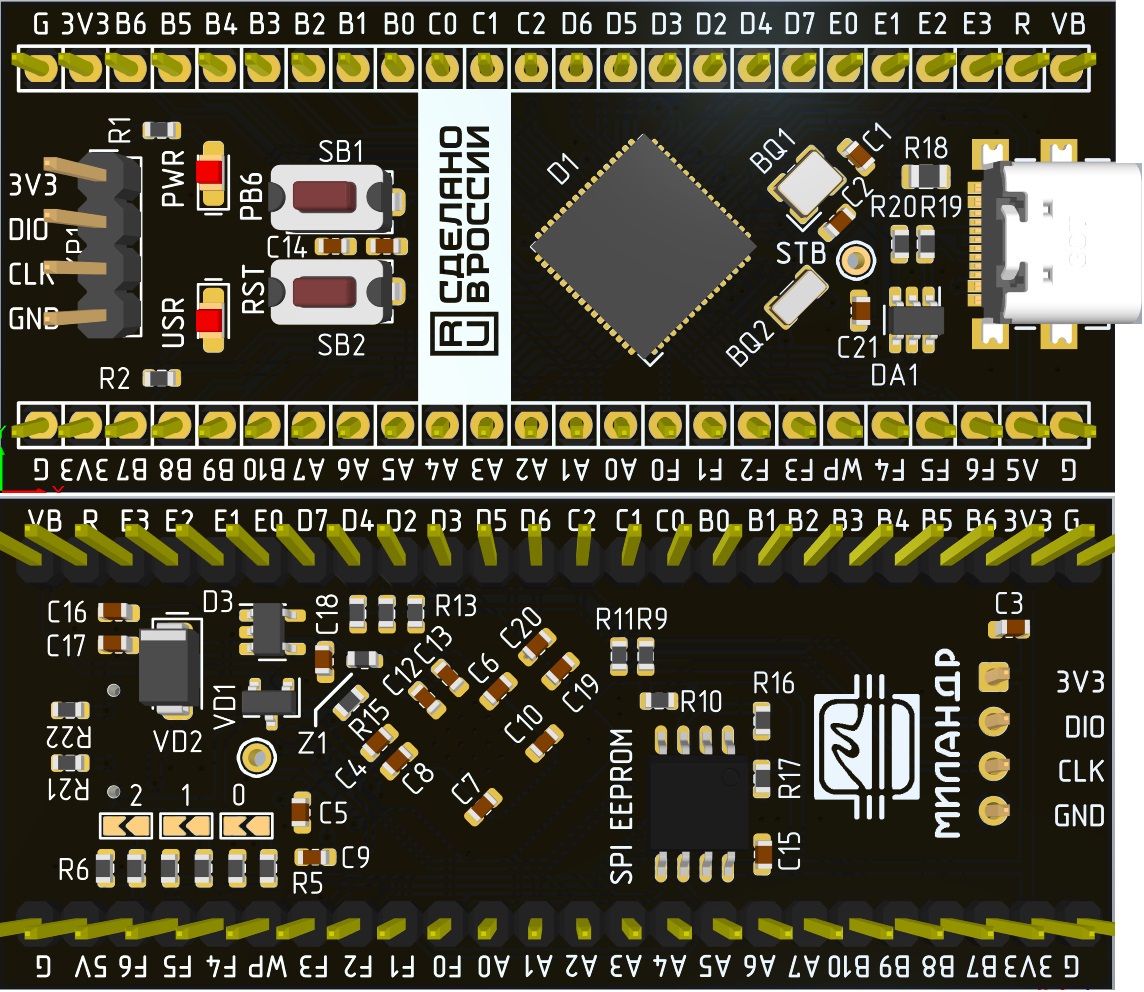 G 3V3 B6 B5 B4 B3 B2 B1 B0 C0 C1 C2 D6 D5 D3 D2 D4 D7 E0 E1 E2 E3 R VB
R1
PWR
SB1
PB6
3V3
DIO
CLK
GND
C14
RST
USR
SB2
R2
СДЕЛАНО
В РОССИИ
D1
BQ1
C1
C2
R18
R20 R19
STB
BQ2
C21
DA1
G 3V3 B7 B8 B9 B10 A7 A6 A5 A4 A3 A2 A1 A0 F0 F1 F2 F3 WP F4 F5 F6 5V G
VB R E3 E2 E1 E0 D7 D4 D2 D3 D5 D6 C2 C1 C0 B0 B1 B2 B3 B4 B5 B6 3V3 G
C16
C17
D3
C18
R13
VD1
VD2
R22
R21
Z1
R15
C12
C13
C6
C20
C19
C10
C4
C8
C7
2 1 0
C5
C9
R6
R5
R11 R9
R10
R16
R17
C15
SPI EEPROM
МИЛАНДР
C3
3V3
DIO
CLK
GND
G 5V F6 F5 F4 WP F3 F2 F1 F0 A0 A1 A2 A3 A4 A5 A6 A7 B10 B9 B8 B7 3V3 G